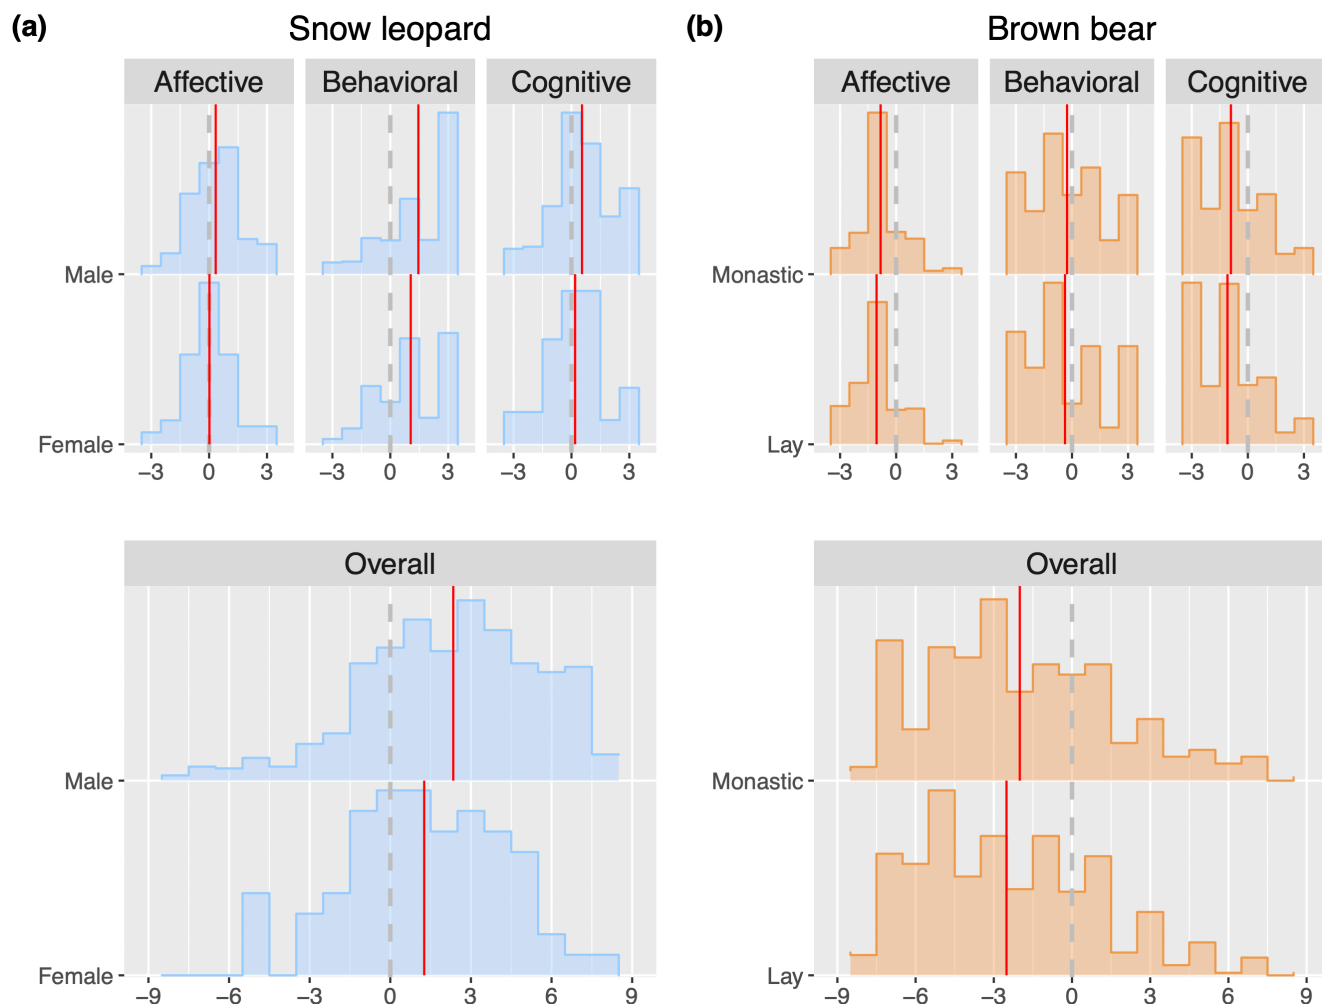 (a) Snow leopard (b) Brown bear
Affective Behavioral Cognitive Affective Behavioral Cognitive
Male Monastic
Female Lay
−3 0 3 −3 0 3 −3 0 3 −3 0 3 −3 0 3 −3 0 3
Overall Overall
Male Monastic
Female Lay
−9 −6 −3 0 3 6 9 −9 −6 −3 0 3 6 9